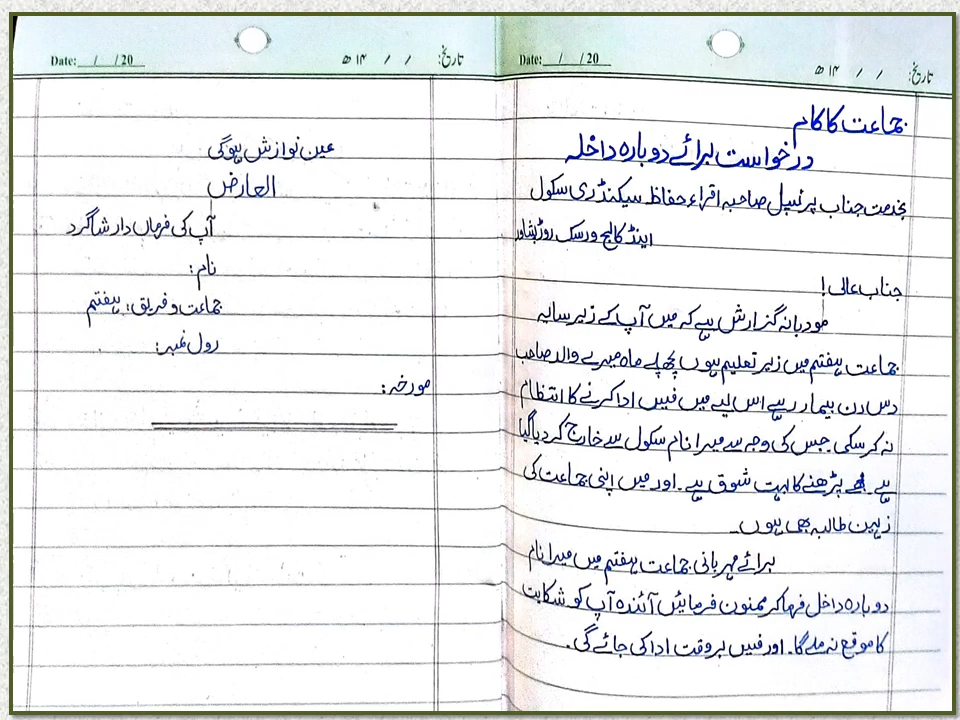 تاریخ: / / ۱۴ھ
Date: / /20
جماعت کا کام
درخواست برائے دوبارہ داخلہ
بخدمت جناب پرنسپل صاحبہ اقراء حفاظ سیکنڈری سکول
اینڈ کالج ورسک روڑ پشاور
جناب عالی!
مودبانہ گزارش ہے کہ میں آپ کے زیر سایہ
جماعت ہفتم میں زیر تعلیم ہوں پچھلے ماہ میرے والد صاحب
دس دن بیمار رہے اس لیے میں فیس ادا کرنے کا انتظام
نہ کر سکی جس کی وجہ سے میرا نام سکول سے خارج کر دیا گیا
ہے۔ مجھے پڑھنے کا بہت شوق ہے۔ اور میں اپنی جماعت کی
ذہین طالبہ بھی ہوں۔
برائے مہربانی جماعت ہفتم میں میرا نام
دوبارہ داخل فرما کر ممنون فرمائیں آئندہ آپ کو شکایت
کا موقع نہ ملے گا۔ اور فیس بروقت ادا کی جائے گی۔
تاریخ: / / ۱۴ھ
Date: / /20
عین نوازش ہوگی
العارض
آپ کی فرماں دار شاگرد
نام:
جماعت و فریق: ہفتم
رول نمبر:
مورخہ: